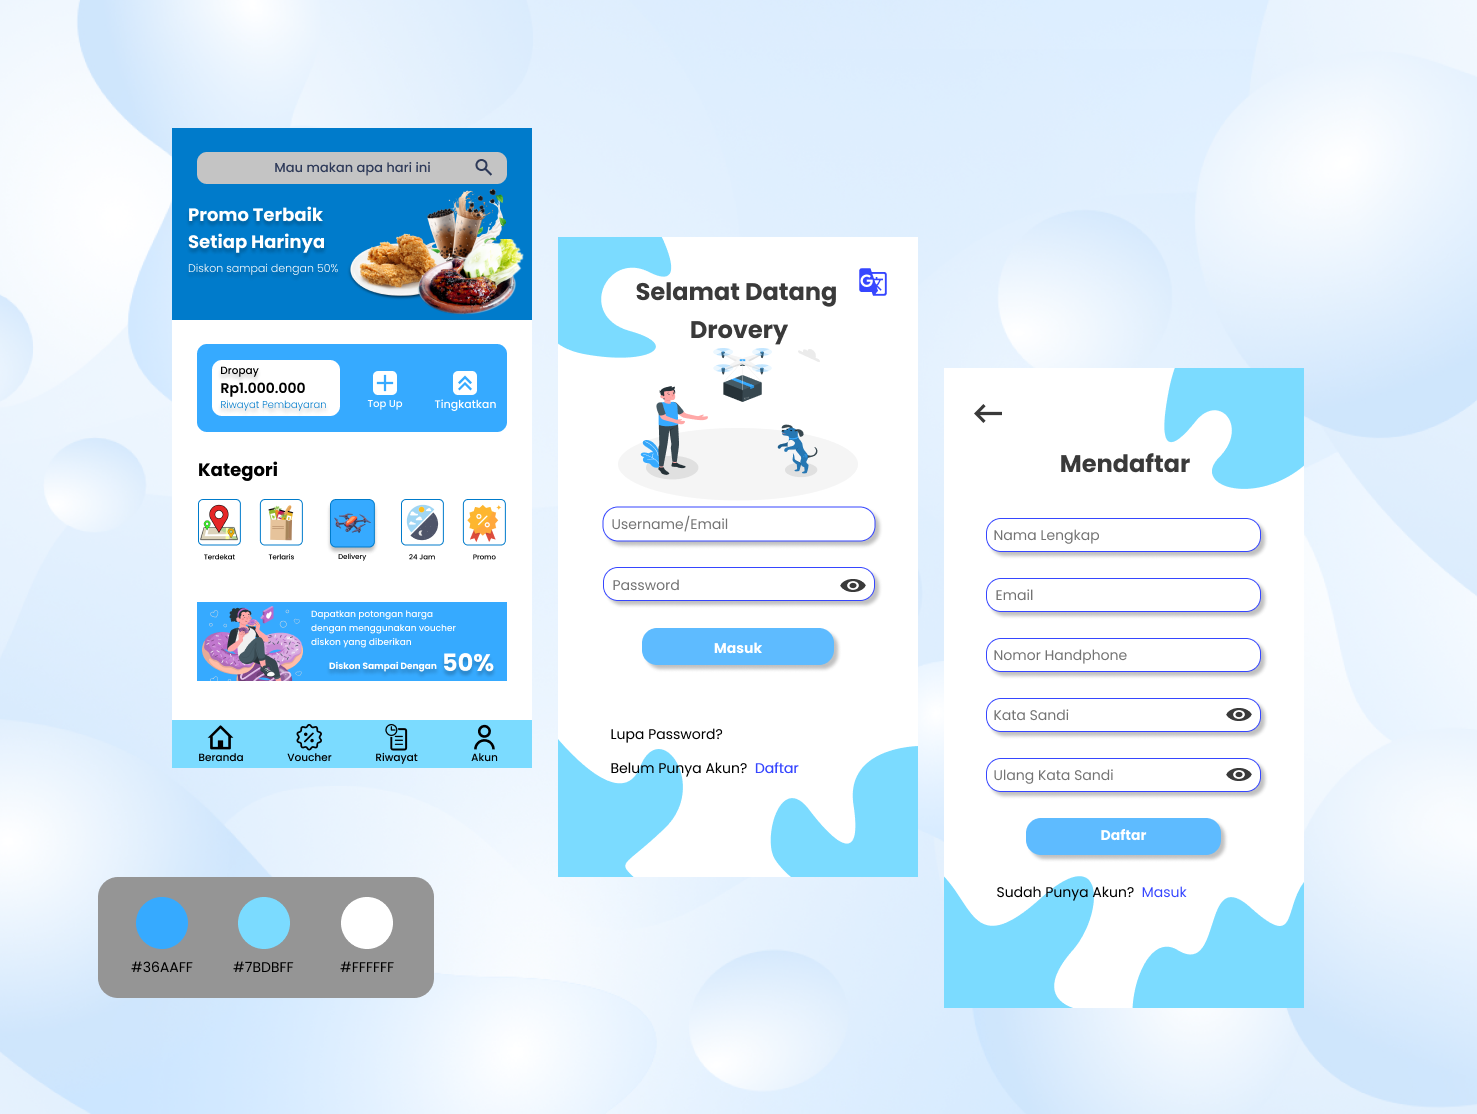 Mau makan apa hari ini
Promo Terbaik
Setiap Harinya
Diskon sampai dengan 50%
Dropay
Rp1.000.000
Riwayat Pembayaran
Top Up
Tingkatkan
Kategori
Terdekat
Terlaris
Delivery
24 Jam
Promo
Dapatkan potongan harga
dengan menggunakan voucher
diskon yang diberikan
Diskon Sampai Dengan 50%
Beranda
Voucher
Riwayat
Akun
Selamat Datang
Drovery
G
Username/Email
Password
Masuk
Lupa Password?
Belum Punya Akun? Daftar
Mendaftar
Nama Lengkap
Email
Nomor Handphone
Kata Sandi
Ulang Kata Sandi
Daftar
Sudah Punya Akun? Masuk
#36AAFF
#7BDBFF
#FFFFFF